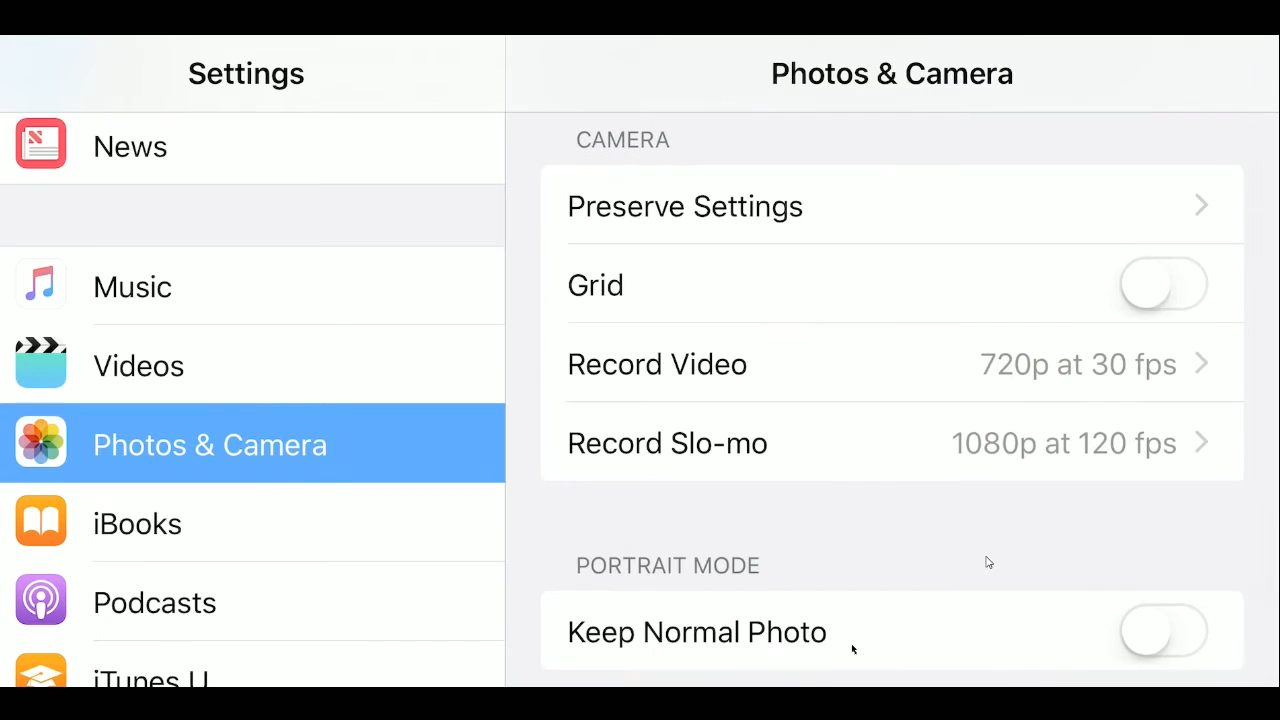 Settings
News
Music
Videos
Photos & Camera
iBooks
Podcasts
iTunes U
Photos & Camera
CAMERA
Preserve Settings
Grid
Record Video 720p at 30 fps
Record Slo-mo 1080p at 120 fps
PORTRAIT MODE
Keep Normal Photo